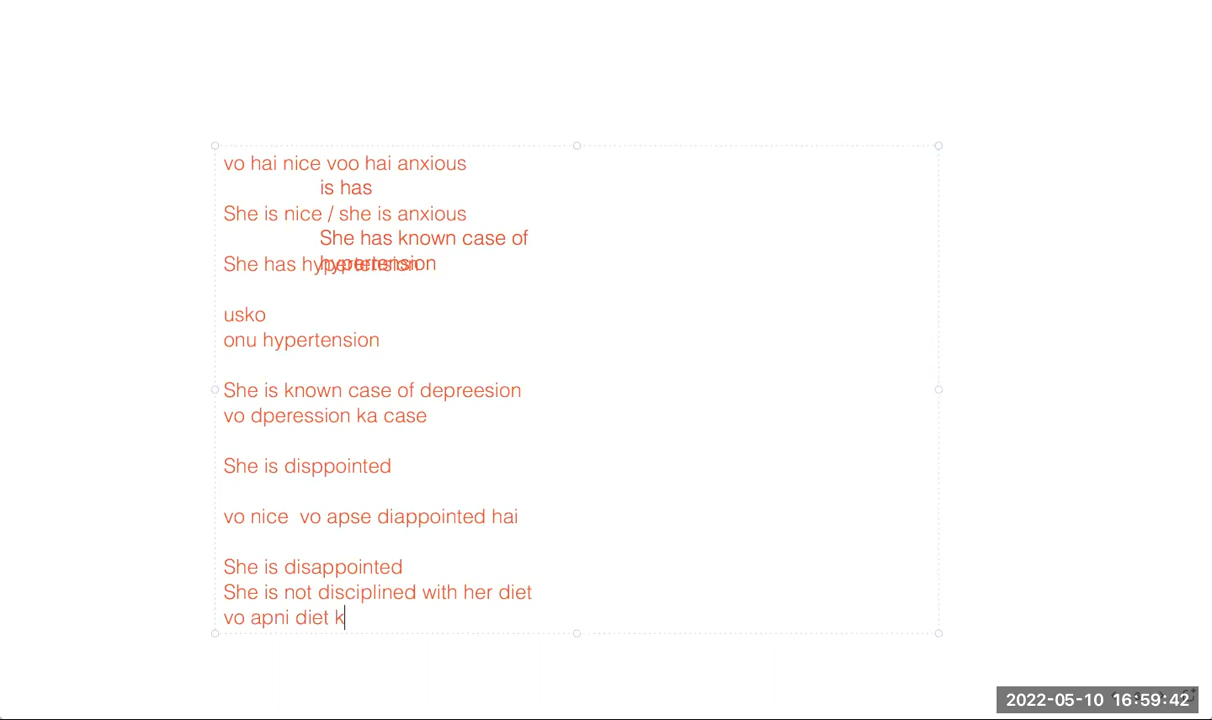 vo hai nice voo hai anxious
is has
She is nice / she is anxious
She has known case of
hypertension
She has hypertension
usko
onu hypertension
She is known case of depreesion
vo dperession ka case
She is disppointed
vo nice  vo apse diappointed hai
She is disappointed
She is not disciplined with her diet
vo apni diet k
2022-05-10 16:59:42